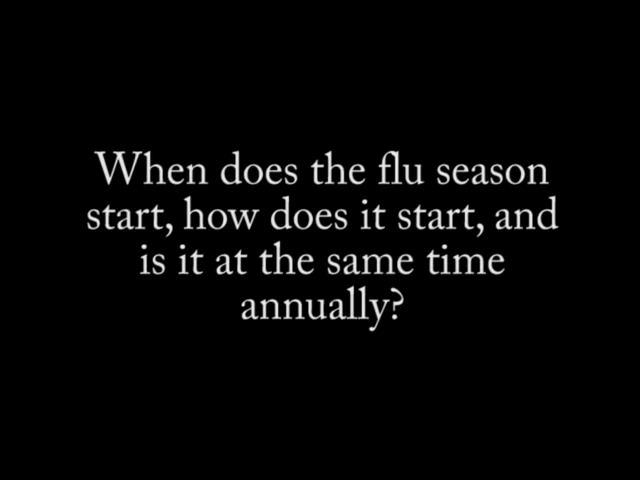 When does the flu season
start, how does it start, and
is it at the same time
annually?